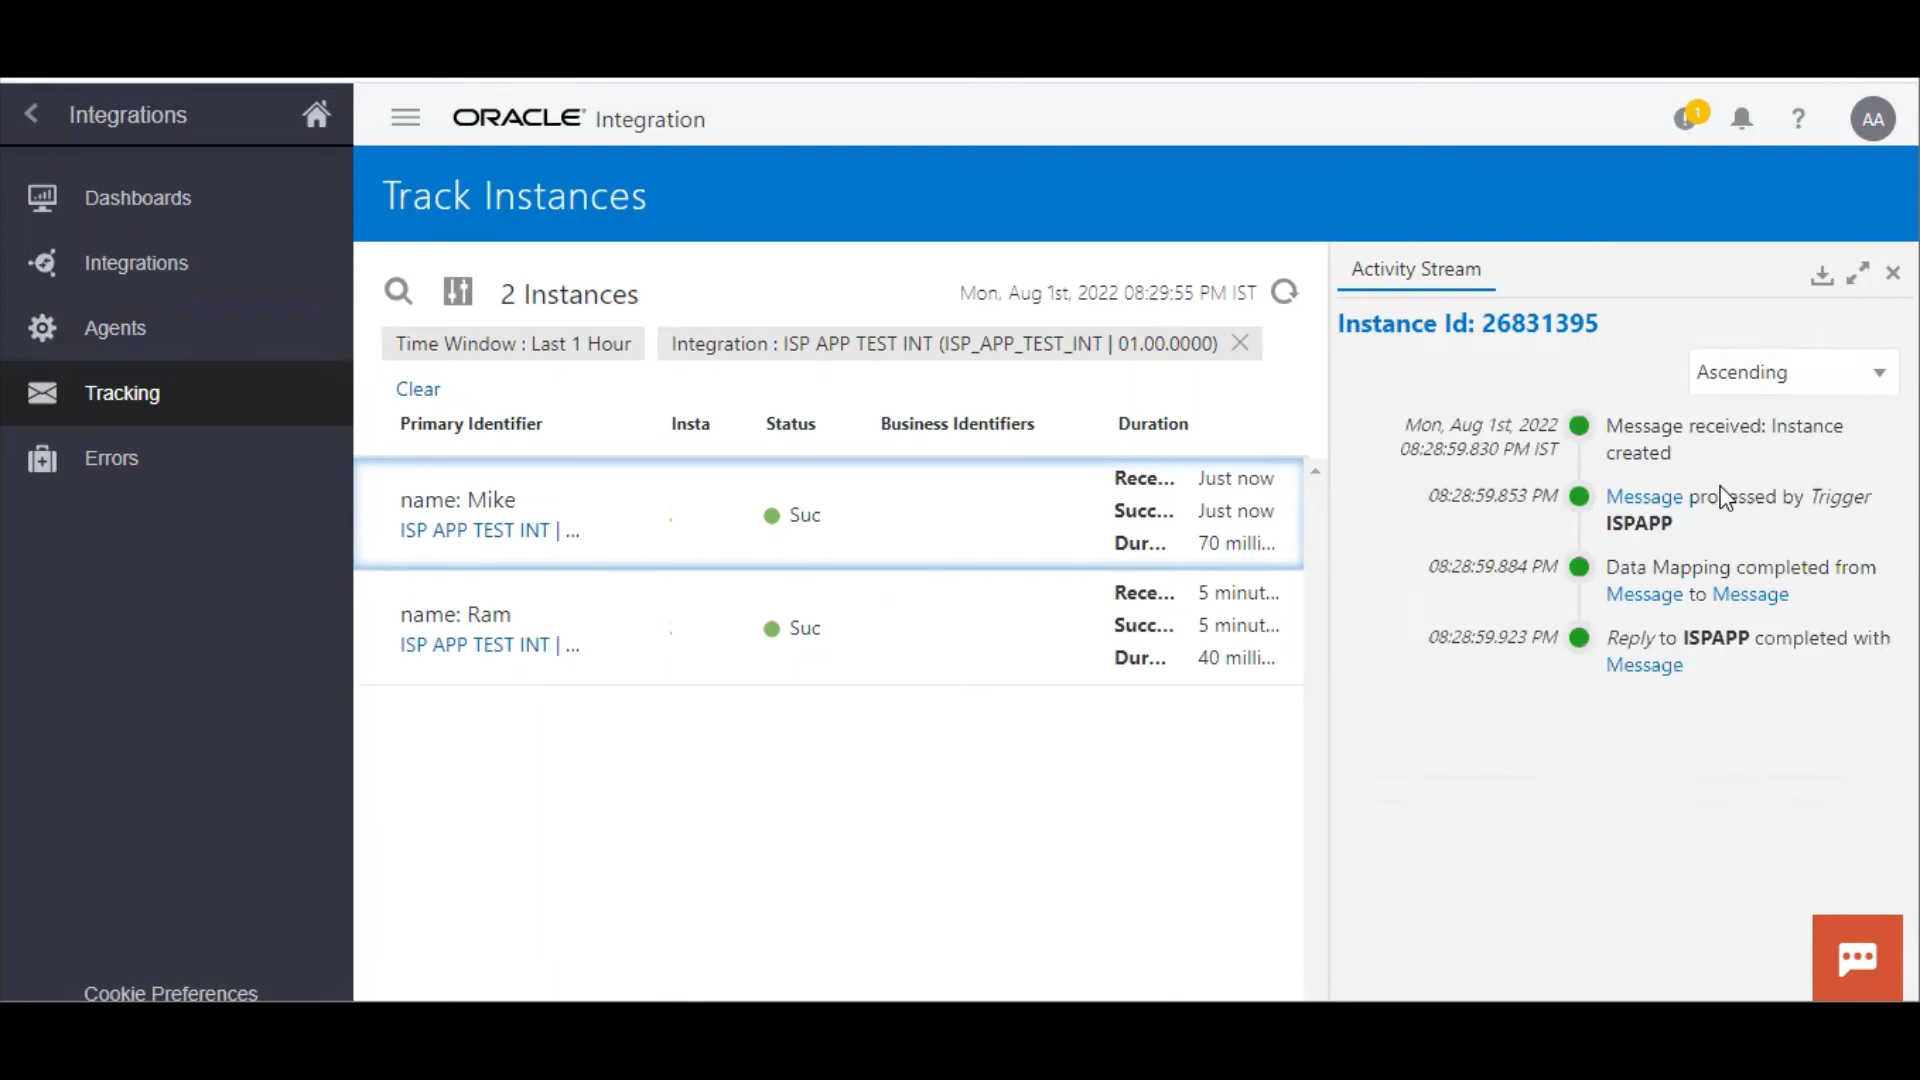 Integrations
ORACLE Integration
1
?
AA
Dashboards
Integrations
Agents
Tracking
Errors
Cookie Preferences
Track Instances
2 Instances
Mon, Aug 1st, 2022 08:29:55 PM IST
Time Window : Last 1 Hour
Integration : ISP APP TEST INT (ISP_APP_TEST_INT | 01.00.0000)
Clear
Primary Identifier Insta Status Business Identifiers Duration
name: Mike
ISP APP TEST INT | ...
Suc
Rece... Just now
Succ... Just now
Dur... 70 milli...
name: Ram
ISP APP TEST INT | ...
Suc
Rece... 5 minut...
Succ... 5 minut...
Dur... 40 milli...
Activity Stream
Instance Id: 26831395
Ascending
Mon, Aug 1st, 2022
08:28:59.830 PM IST
Message received: Instance
created
08:28:59.853 PM
Message processed by Trigger
ISPAPP
08:28:59.884 PM
Data Mapping completed from
Message to Message
08:28:59.923 PM
Reply to ISPAPP completed with
Message